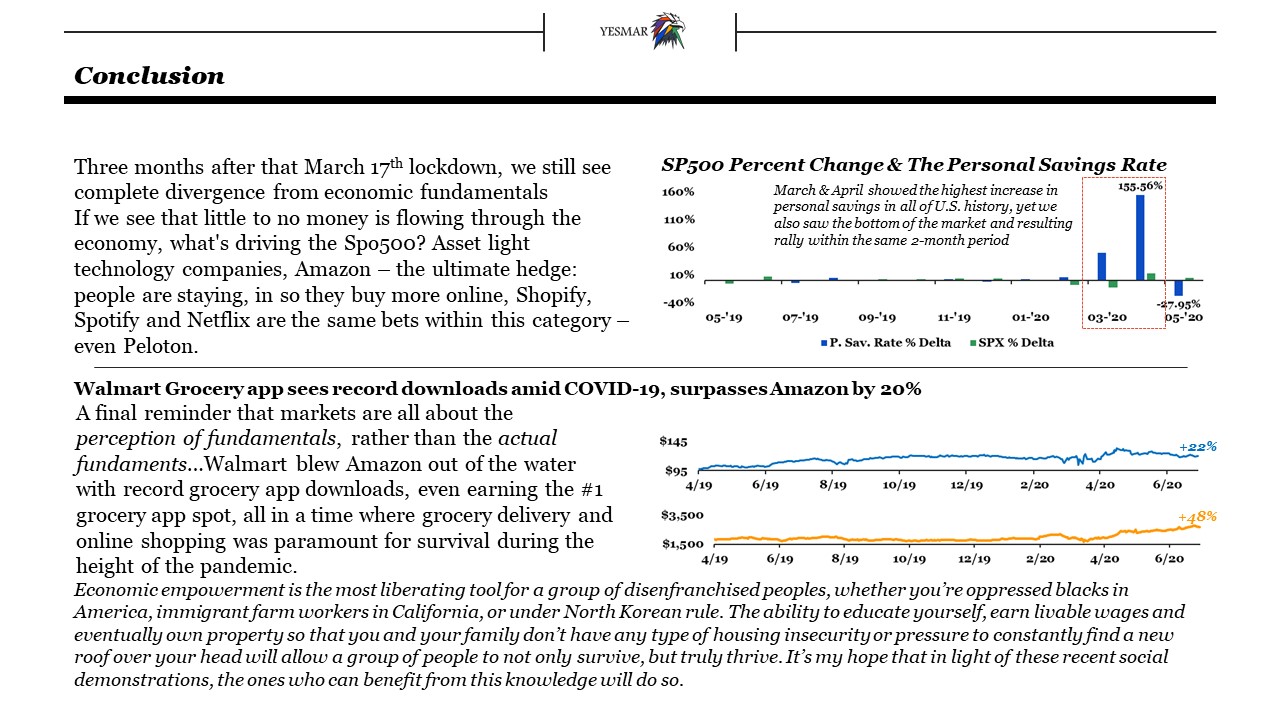 YESMAR
Conclusion
Three months after that March 17th lockdown, we still see
complete divergence from economic fundamentals
If we see that little to no money is flowing through the
economy, what's driving the Spo500? Asset light
technology companies, Amazon – the ultimate hedge:
people are staying, in so they buy more online, Shopify,
Spotify and Netflix are the same bets within this category –
even Peloton.
SP500 Percent Change & The Personal Savings Rate
March & April showed the highest increase in
personal savings in all of U.S. history, yet we
also saw the bottom of the market and resulting
rally within the same 2-month period
155.56%
160%
110%
60%
10%
-40%
-27.95%
05-'19 07-'19 09-'19 11-'19 01-'20 03-'20 05-'20
P. Sav. Rate % Delta SPX % Delta
Walmart Grocery app sees record downloads amid COVID-19, surpasses Amazon by 20%
A final reminder that markets are all about the
perception of fundamentals, rather than the actual
fundaments...Walmart blew Amazon out of the water
with record grocery app downloads, even earning the #1
grocery app spot, all in a time where grocery delivery and
online shopping was paramount for survival during the
height of the pandemic.
$145
+22%
$95
4/19 6/19 8/19 10/19 12/19 2/20 4/20 6/20
$3,500
+48%
$1,500
4/19 6/19 8/19 10/19 12/19 2/20 4/20 6/20
Economic empowerment is the most liberating tool for a group of disenfranchised peoples, whether you're oppressed blacks in
America, immigrant farm workers in California, or under North Korean rule. The ability to educate yourself, earn livable wages and
eventually own property so that you and your family don't have any type of housing insecurity or pressure to constantly find a new
roof over your head will allow a group of people to not only survive, but truly thrive. It's my hope that in light of these recent social
demonstrations, the ones who can benefit from this knowledge will do so.